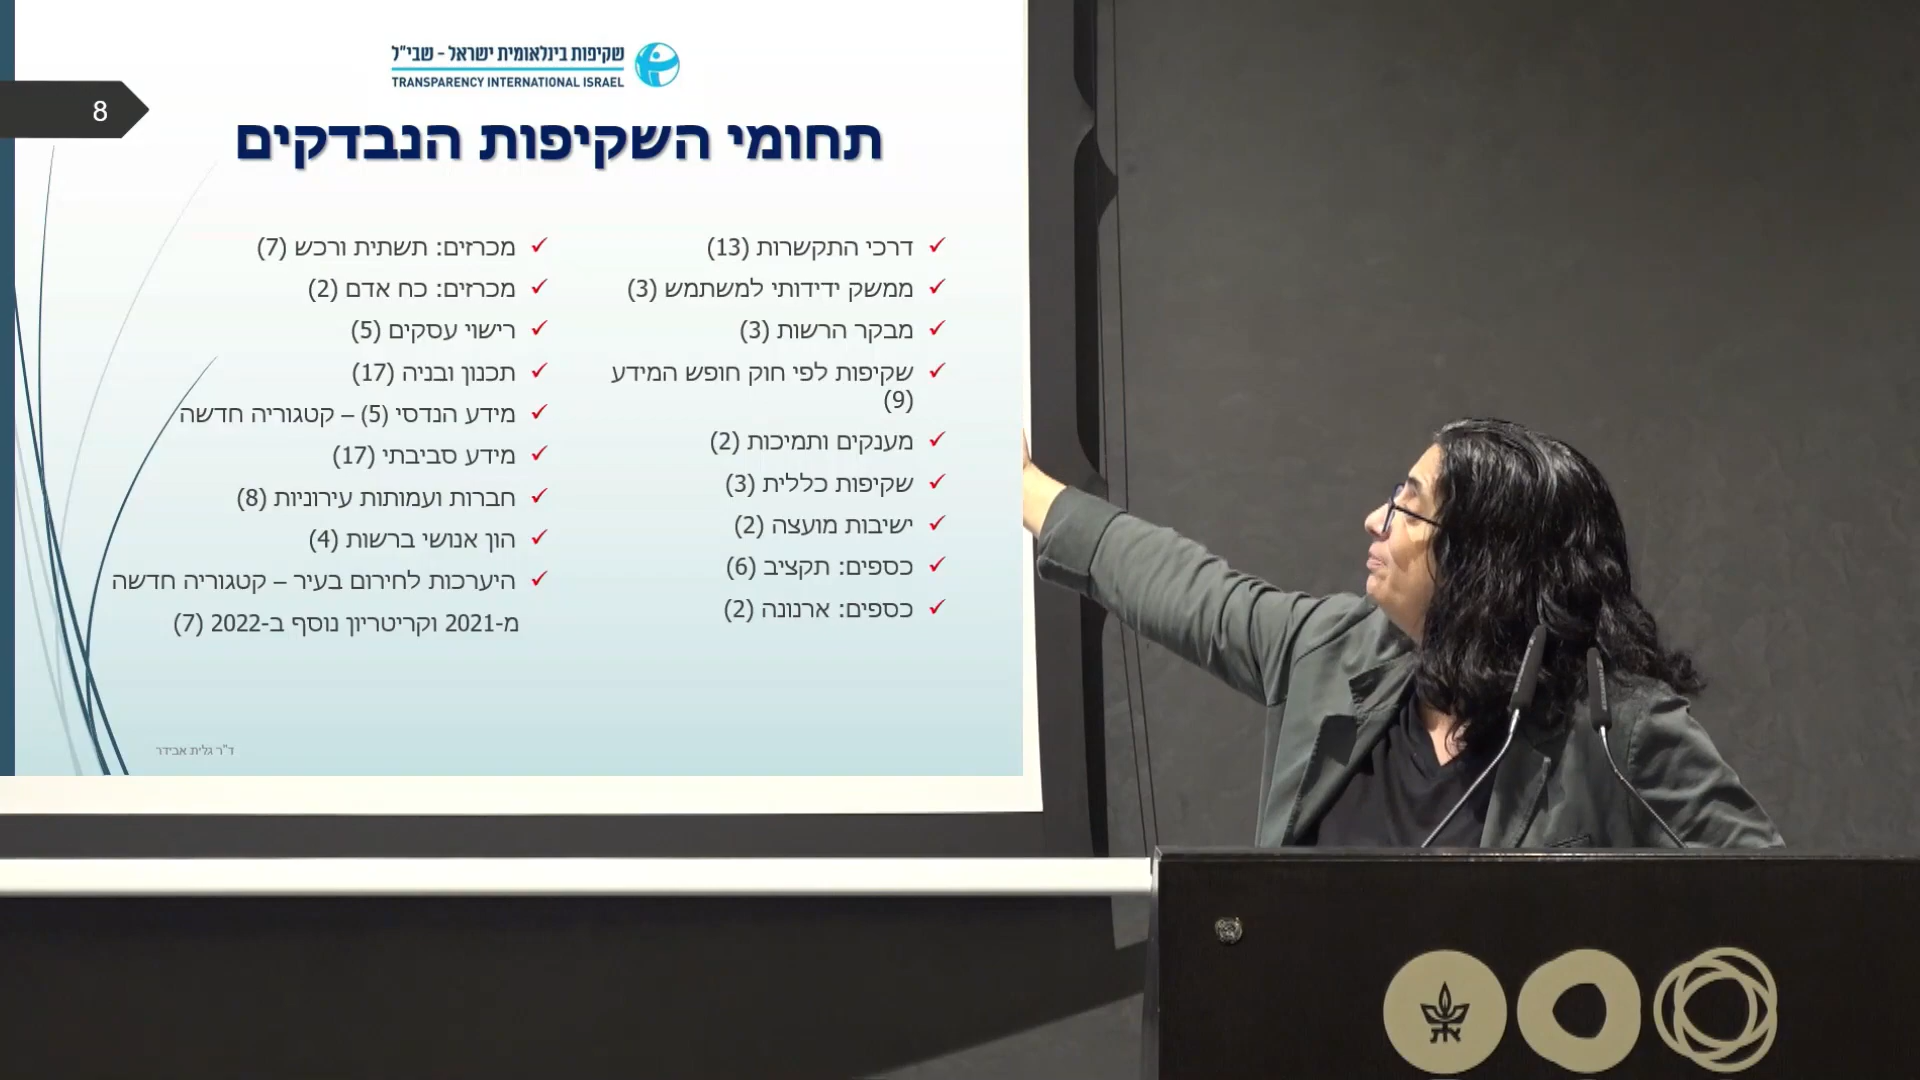 שקיפות בינלאומית ישראל - שבי"ל
TRANSPARENCY INTERNATIONAL ISRAEL
8
תחומי השקיפות הנבדקים
דרכי התקשרות (13)
ממשק ידידותי למשתמש (3)
מבקר הרשות (3)
שקיפות לפי חוק חופש המידע
(9)
מענקים ותמיכות (2)
שקיפות כללית (3)
ישיבות מועצה (2)
כספים: תקציב (6)
כספים: ארנונה (2)
מכרזים: תשתית ורכש (7)
מכרזים: כח אדם (2)
רישוי עסקים (5)
תכנון ובניה (17)
מידע הנדסי (5) – קטגוריה חדשה
מידע סביבתי (17)
חברות ועמותות עירוניות (8)
הון אנושי ברשות (4)
היערכות לחירום בעיר – קטגוריה חדשה
מ-2021 וקריטריון נוסף ב-2022 (7)
ד"ר גלית אבידר
את